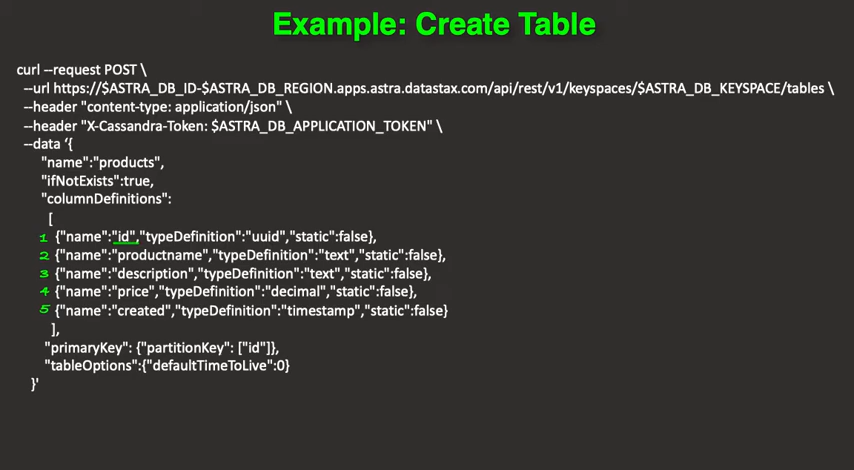 Example: Create Table
curl --request POST \
--url https://$ASTRA_DB_ID-$ASTRA_DB_REGION.apps.astra.datastax.com/api/rest/v1/keyspaces/$ASTRA_DB_KEYSPACE/tables \
--header "content-type: application/json" \
--header "X-Cassandra-Token: $ASTRA_DB_APPLICATION_TOKEN" \
--data ‘{
"name":"products",
"ifNotExists":true,
"columnDefinitions":
[
1 {"name":"id","typeDefinition":"uuid","static":false},
2 {"name":"productname","typeDefinition":"text","static":false},
3 {"name":"description","typeDefinition":"text","static":false},
4 {"name":"price","typeDefinition":"decimal","static":false},
5 {"name":"created","typeDefinition":"timestamp","static":false}
],
"primaryKey": {"partitionKey": ["id"]},
"tableOptions":{"defaultTimeToLive":0}
}'